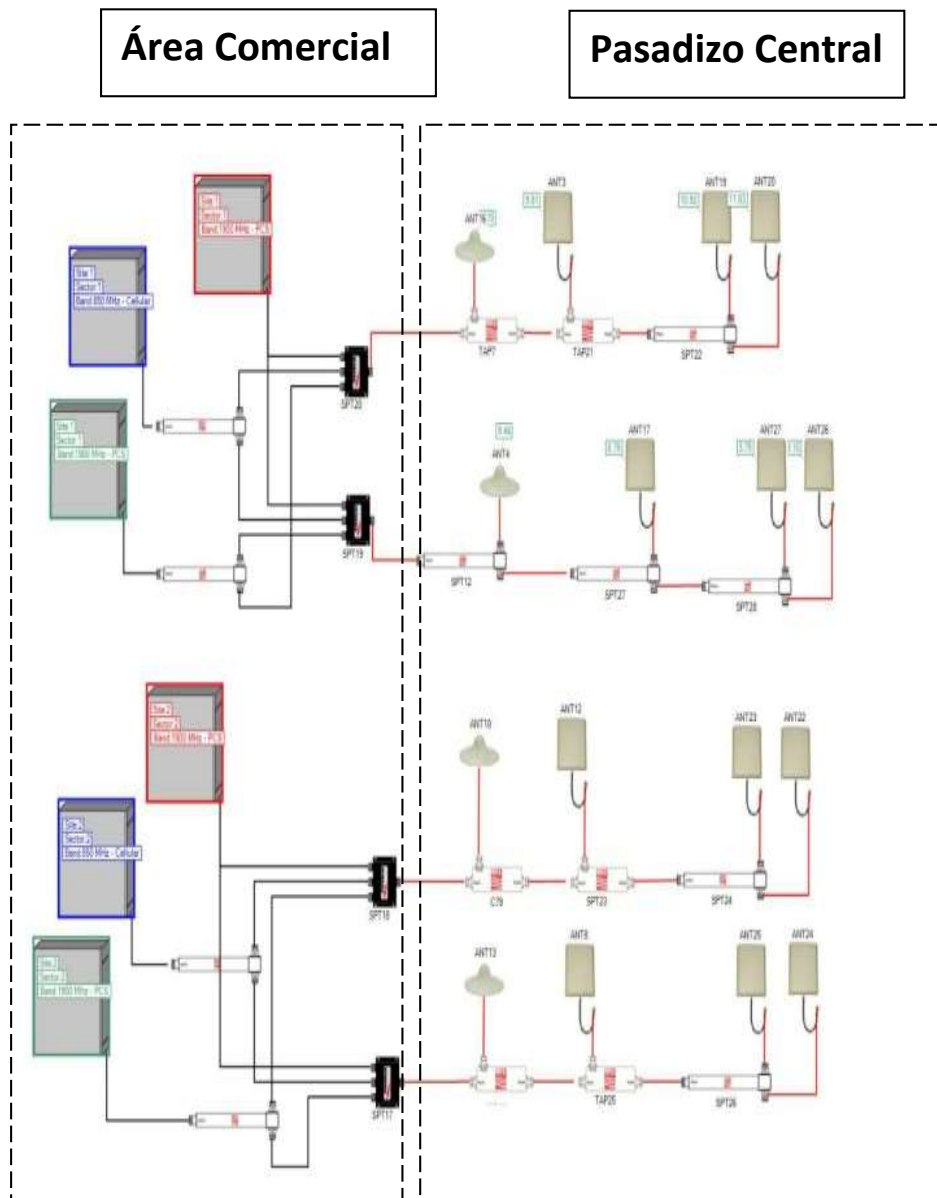 Área Comercial
Pasadizo Central
Site 1
Sector 1
Band 1900 MHz - PCS
Site 1
Sector 1
Band 850 MHz - Cellular
Site 1
Sector 1
Band 1900 MHz - PCS
SPT20
SPT19
ANT16
ANT3
ANT19
ANT20
TAP7
TAP21
SPT22
ANT4
ANT17
ANT27
ANT26
SPT12
SPT27
SPT28
Site 2
Sector 2
Band 1900 MHz - PCS
Site 2
Sector 2
Band 850 MHz - Cellular
Site 2
Sector 2
Band 1900 MHz - PCS
SPT18
SPT17
ANT10
ANT12
ANT23
ANT22
C79
SPT23
SPT24
ANT13
ANT25
ANT24